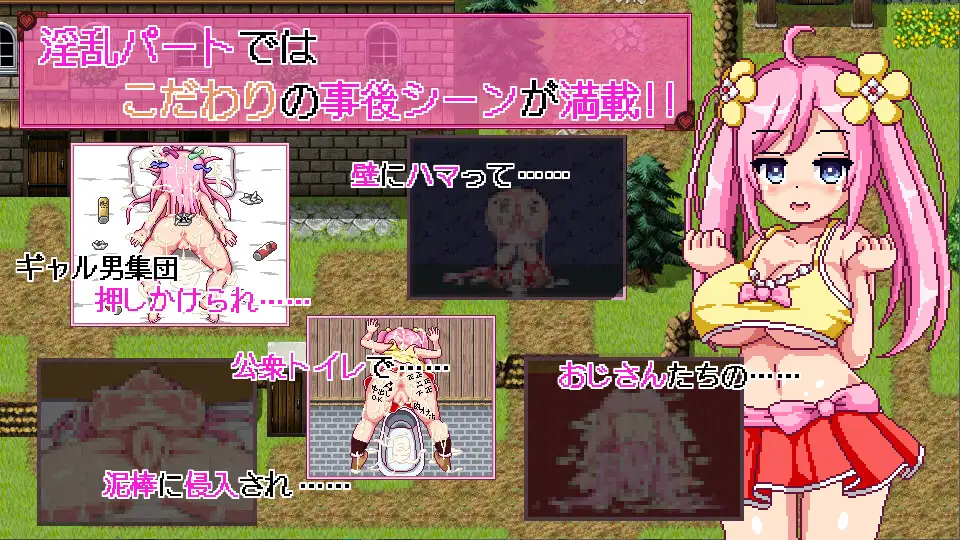 淫乱パートでは
こだわりの事後シーンが満載!!
壁にハマって……
ギャル男集団
押しかけられ……
公衆トイレで……
おじさんたちの……
泥棒に侵入され……